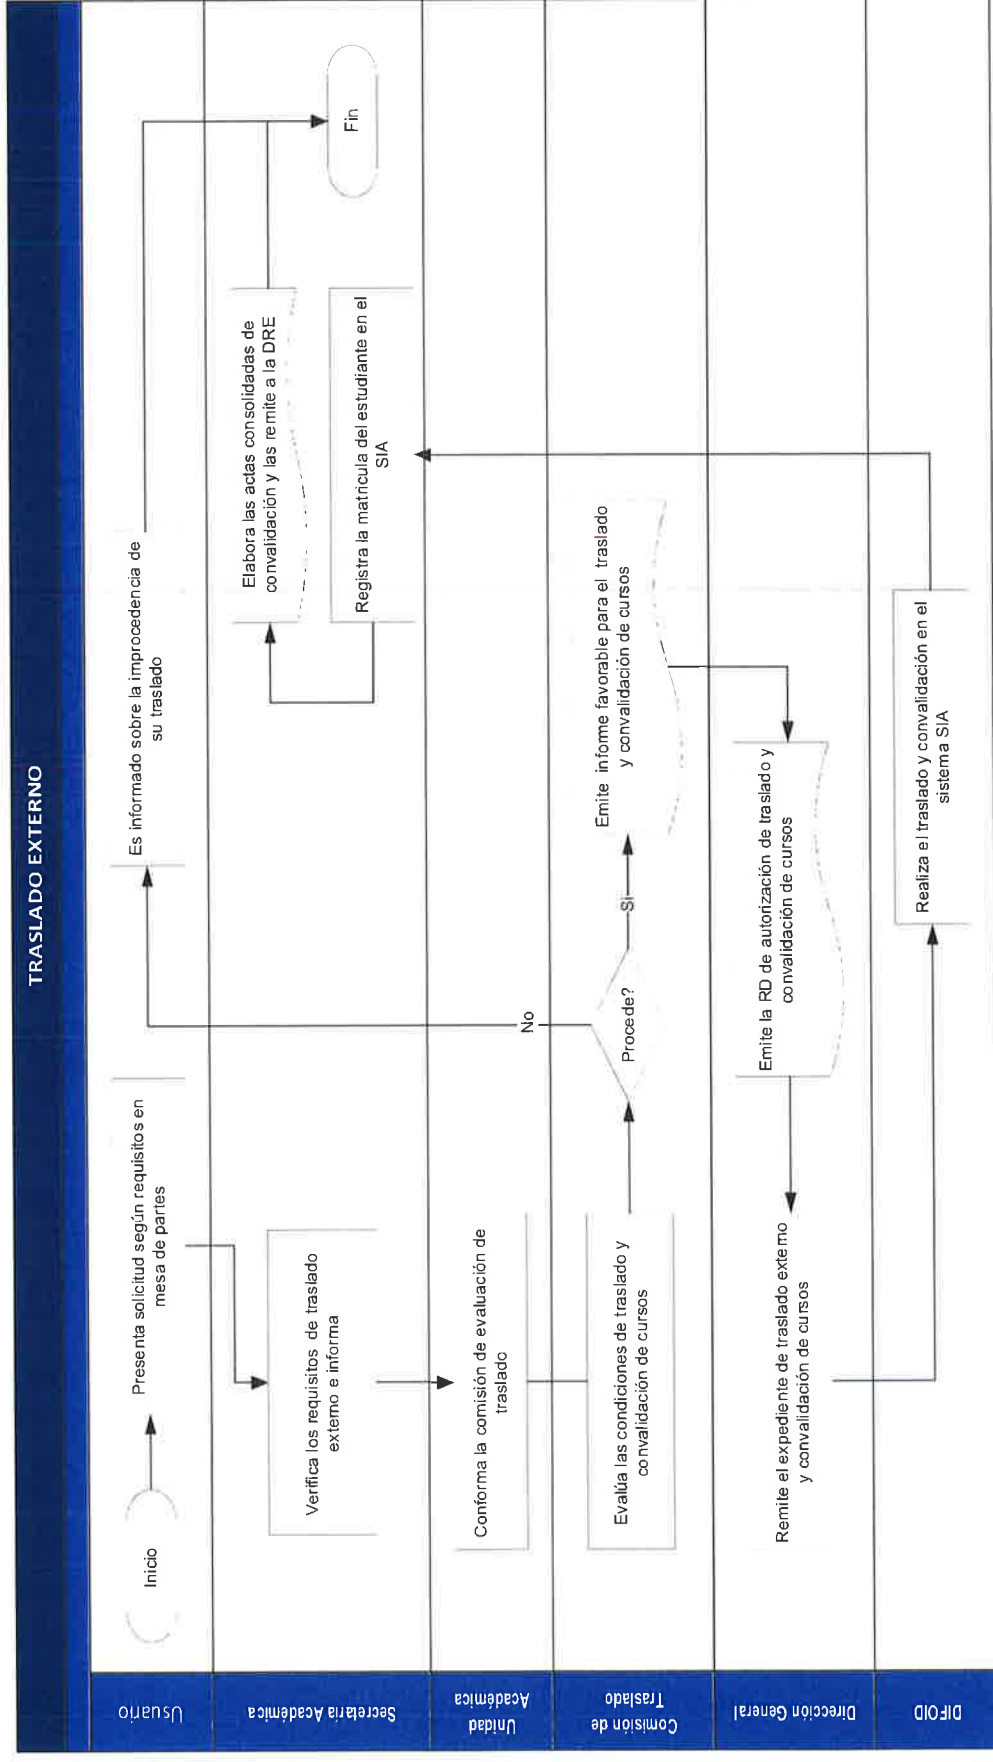 TRASLADO EXTERNO
Usuario
Inicio
Presenta solicitud según requisitos en
mesa de partes
Es informado sobre la improcedencia de
su traslado
Secretaria Académica
Verifica los requisitos de traslado
externo e informa
Elabora las actas consolidadas de
convalidación y las remite a la DRE
Registra la matricula del estudiante en el
SIA
Fin
Unidad
Académica
Conforma la comisión de evaluación de
traslado
No
Comisión de
Traslado
Evalúa las condiciones de traslado y
convalidación de cursos
Procede?
Si
Emite informe favorable para el traslado
y convalidación de cursos
Dirección General
Remite el expediente de traslado externo
y convalidación de cursos
Emite la RD de autorización de traslado y
convalidación de cursos
DIFOID
Realiza el traslado y convalidación en el
sistema SIA